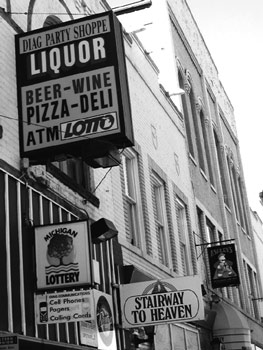 DIAG PARTY SHOPPE
LIQUOR
BEER-WINE
PIZZA-DELI
ATM LOTTO
MICHIGAN
LOTTERY
Cell Phones
Pagers
Calling Cards
STAIRWAY
TO HEAVEN